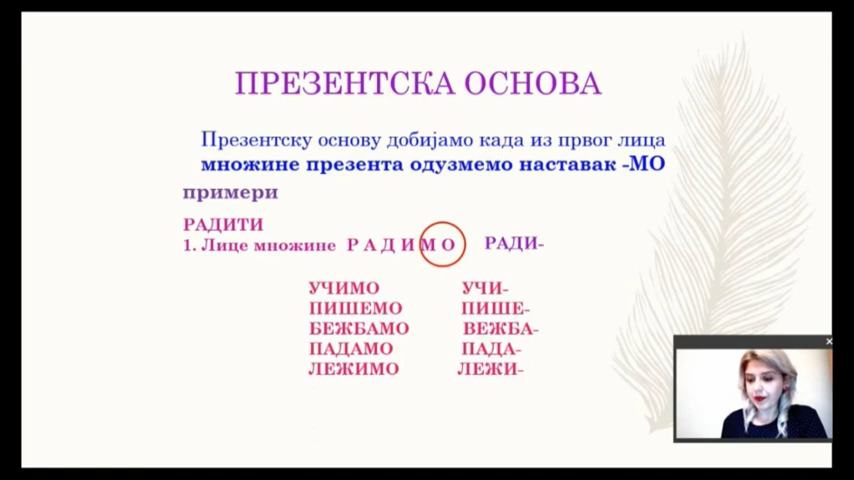 ПРЕЗЕНТСКА ОСНОВА
Презентску основу добијамо када из првог лица
множине презента одузмемо наставак -МО
примери
РАДИТИ
1. Лице множине Р А Д И М О РАДИ-
УЧИМО УЧИ-
ПИШЕМО ПИШЕ-
БЕЖБАМО ВЕЖБА-
ПАДАМО ПАДА-
ЛЕЖИМО ЛЕЖИ-